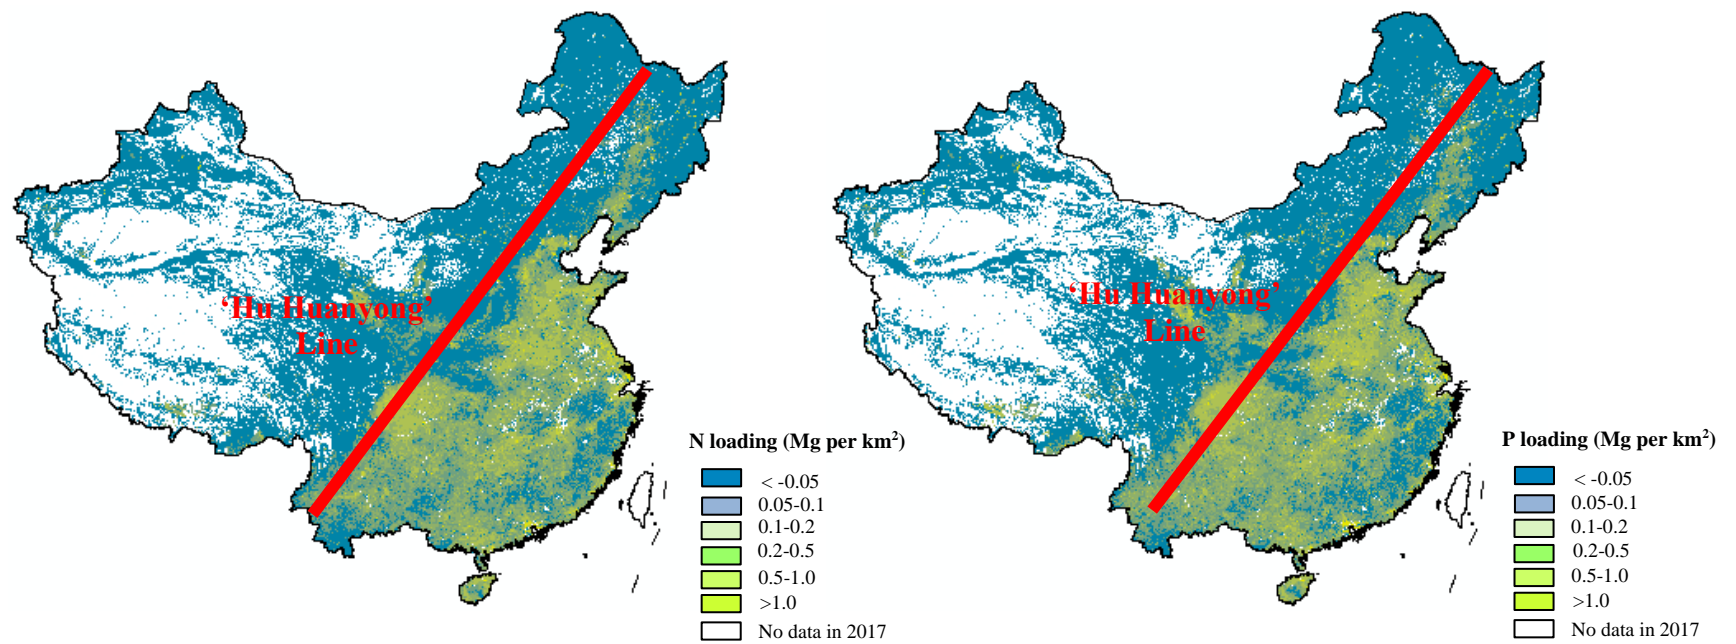 ‘Hu Huanyong’
Line
N loading (Mg per km²)
< -0.05
0.05-0.1
0.1-0.2
0.2-0.5
0.5-1.0
>1.0
No data in 2017
‘Hu Huanyong’
Line
P loading (Mg per km²)
< -0.05
0.05-0.1
0.1-0.2
0.2-0.5
0.5-1.0
>1.0
No data in 2017